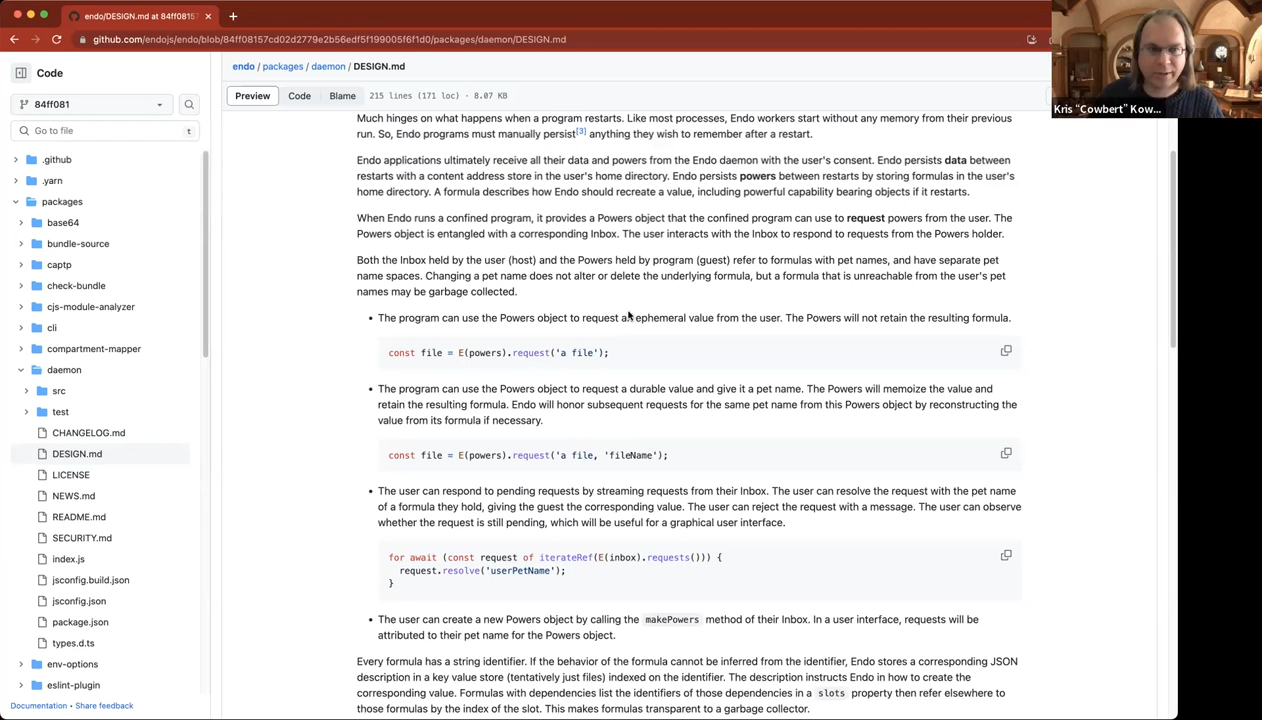 endo/DESIGN.md at 84ff08157
github.com/endojs/endo/blob/84ff08157cd02d2779e2b56edf5f199005f6f1d0/packages/daemon/DESIGN.md
Kris "Cowbert" Kow...
Code
84ff081
Go to file
t
.github
.yarn
packages
base64
bundle-source
captp
check-bundle
cjs-module-analyzer
cli
compartment-mapper
daemon
src
test
CHANGELOG.md
DESIGN.md
LICENSE
NEWS.md
README.md
SECURITY.md
index.js
jsconfig.build.json
jsconfig.json
package.json
types.d.ts
env-options
eslint-plugin
Documentation • Share feedback
endo / packages / daemon / DESIGN.md
Preview Code Blame 215 lines (171 loc) · 8.07 KB
Much hinges on what happens when a program restarts. Like most processes, Endo workers start without any memory from their previous
run. So, Endo programs must manually persist[3] anything they wish to remember after a restart.
Endo applications ultimately receive all their data and powers from the Endo daemon with the user's consent. Endo persists data between
restarts with a content address store in the user's home directory. Endo persists powers between restarts by storing formulas in the user's
home directory. A formula describes how Endo should recreate a value, including powerful capability bearing objects if it restarts.
When Endo runs a confined program, it provides a Powers object that the confined program can use to request powers from the user. The
Powers object is entangled with a corresponding Inbox. The user interacts with the Inbox to respond to requests from the Powers holder.
Both the Inbox held by the user (host) and the Powers held by program (guest) refer to formulas with pet names, and have separate pet
name spaces. Changing a pet name does not alter or delete the underlying formula, but a formula that is unreachable from the user's pet
names may be garbage collected.
• The program can use the Powers object to request an ephemeral value from the user. The Powers will not retain the resulting formula.
const file = E(powers).request('a file');
• The program can use the Powers object to request a durable value and give it a pet name. The Powers will memoize the value and
retain the resulting formula. Endo will honor subsequent requests for the same pet name from this Powers object by reconstructing the
value from its formula if necessary.
const file = E(powers).request('a file, 'fileName');
• The user can respond to pending requests by streaming requests from their Inbox. The user can resolve the request with the pet name
of a formula they hold, giving the guest the corresponding value. The user can reject the request with a message. The user can observe
whether the request is still pending, which will be useful for a graphical user interface.
for await (const request of iterateRef(E(inbox).requests())) {
request.resolve('userPetName');
}
• The user can create a new Powers object by calling the makePowers method of their Inbox. In a user interface, requests will be
attributed to their pet name for the Powers object.
Every formula has a string identifier. If the behavior of the formula cannot be inferred from the identifier, Endo stores a corresponding JSON
description in a key value store (tentatively just files) indexed on the identifier. The description instructs Endo in how to create the
corresponding value. Formulas with dependencies list the identifiers of those dependencies in a slots property then refer elsewhere to
those formulas by the index of the slot. This makes formulas transparent to a garbage collector.